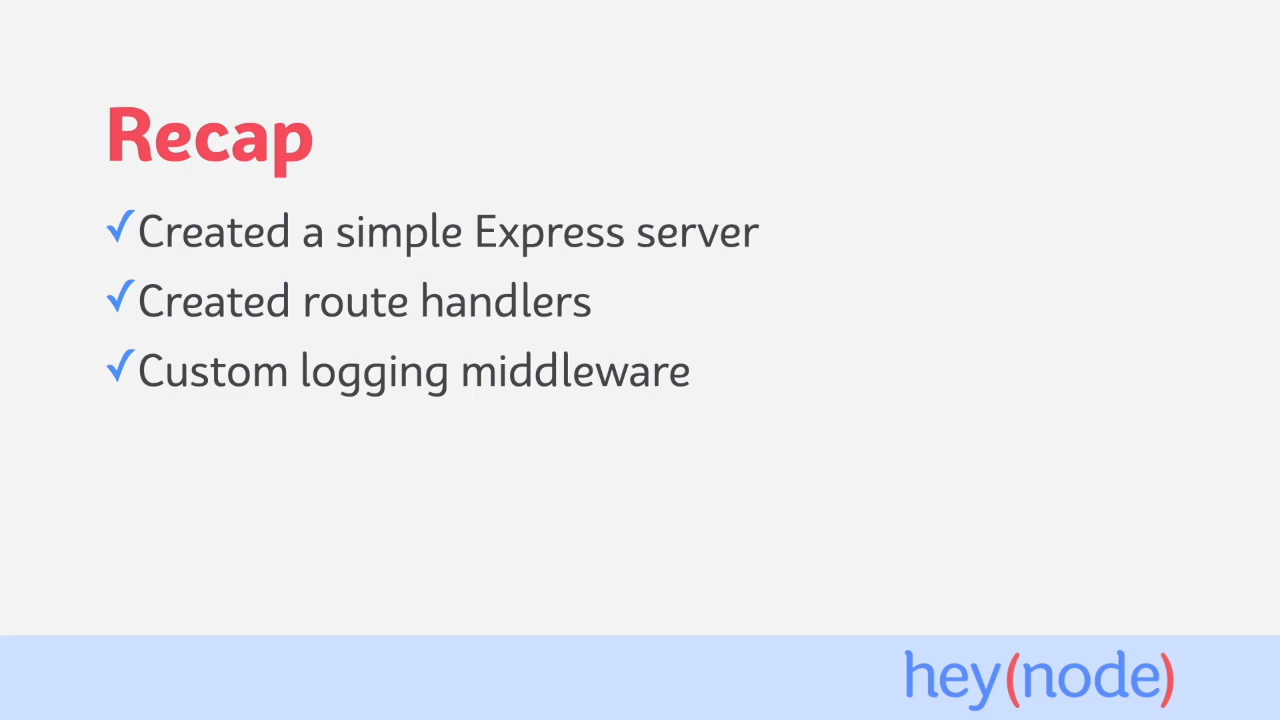 Recap
✓Created a simple Express server
✓Created route handlers
✓Custom logging middleware
hey(node)